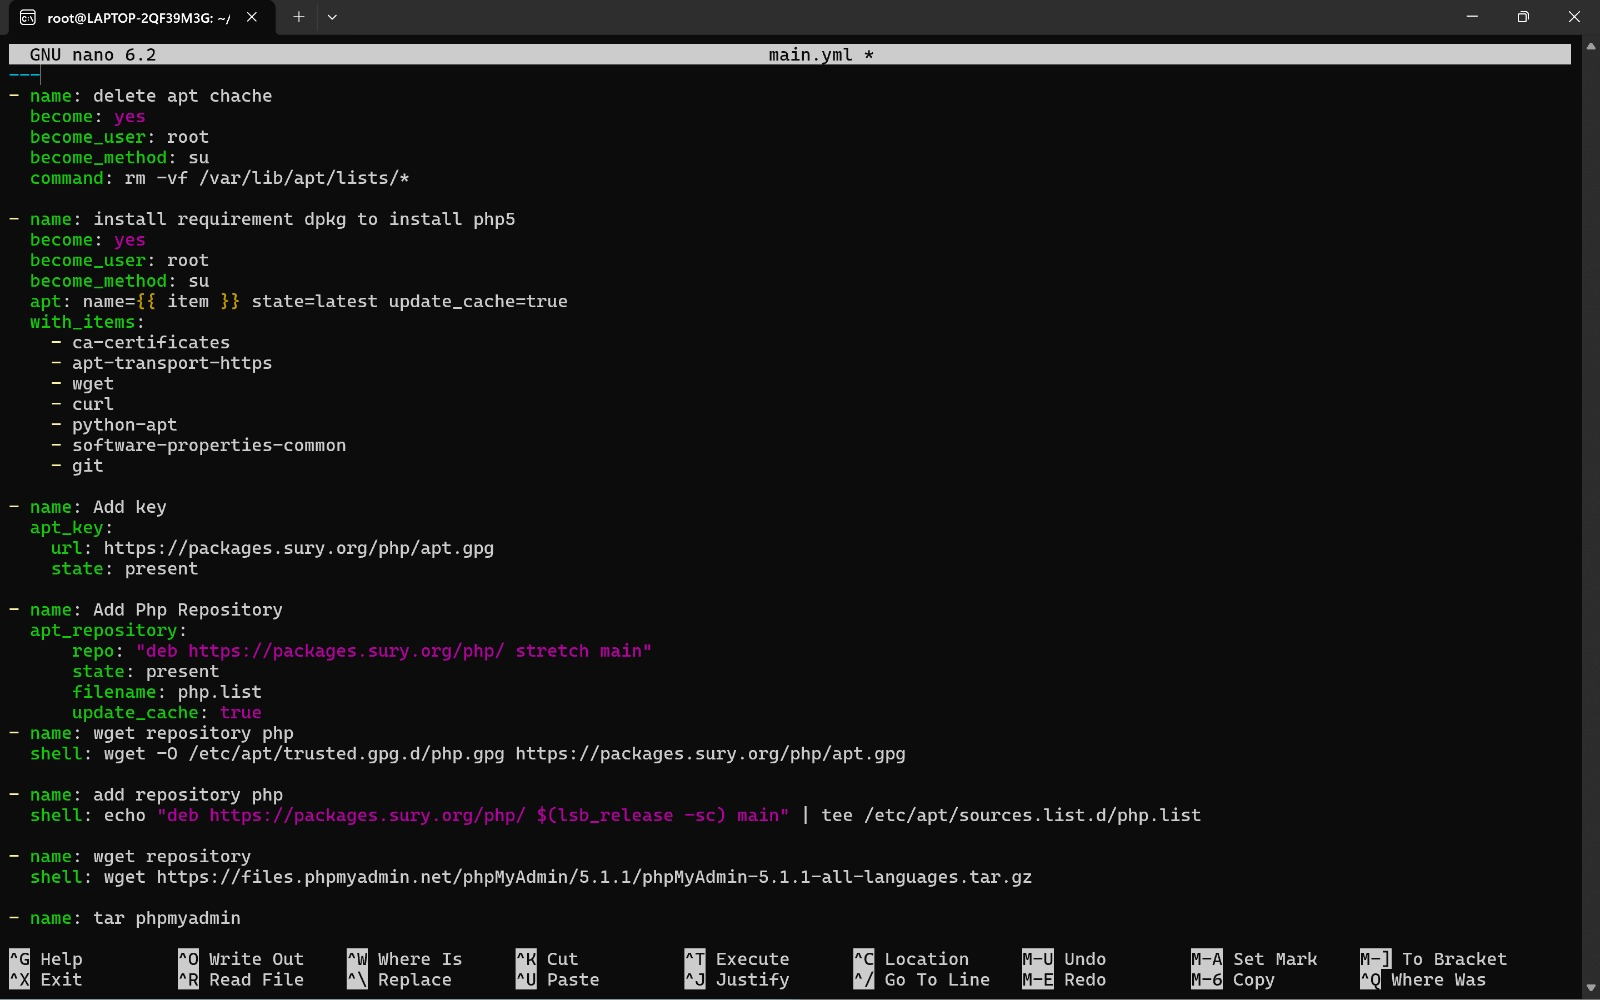 root@LAPTOP-2QF39M3G: ~/
GNU nano 6.2 main.yml *
---
- name: delete apt chache
  become: yes
  become_user: root
  become_method: su
  command: rm -vf /var/lib/apt/lists/*
- name: install requirement dpkg to install php5
  become: yes
  become_user: root
  become_method: su
  apt: name={{ item }} state=latest update_cache=true
  with_items:
    - ca-certificates
    - apt-transport-https
    - wget
    - curl
    - python-apt
    - software-properties-common
    - git
- name: Add key
  apt_key:
    url: https://packages.sury.org/php/apt.gpg
    state: present
- name: Add Php Repository
  apt_repository:
      repo: "deb https://packages.sury.org/php/ stretch main"
      state: present
      filename: php.list
      update_cache: true
- name: wget repository php
  shell: wget -O /etc/apt/trusted.gpg.d/php.gpg https://packages.sury.org/php/apt.gpg
- name: add repository php
  shell: echo "deb https://packages.sury.org/php/ $(lsb_release -sc) main" | tee /etc/apt/sources.list.d/php.list
- name: wget repository
  shell: wget https://files.phpmyadmin.net/phpMyAdmin/5.1.1/phpMyAdmin-5.1.1-all-languages.tar.gz
- name: tar phpmyadmin
^G Help ^O Write Out ^W Where Is ^K Cut ^T Execute ^C Location M-U Undo M-A Set Mark M-] To Bracket
^X Exit ^R Read File ^\ Replace ^U Paste ^J Justify ^/ Go To Line M-E Redo M-6 Copy ^Q Where Was